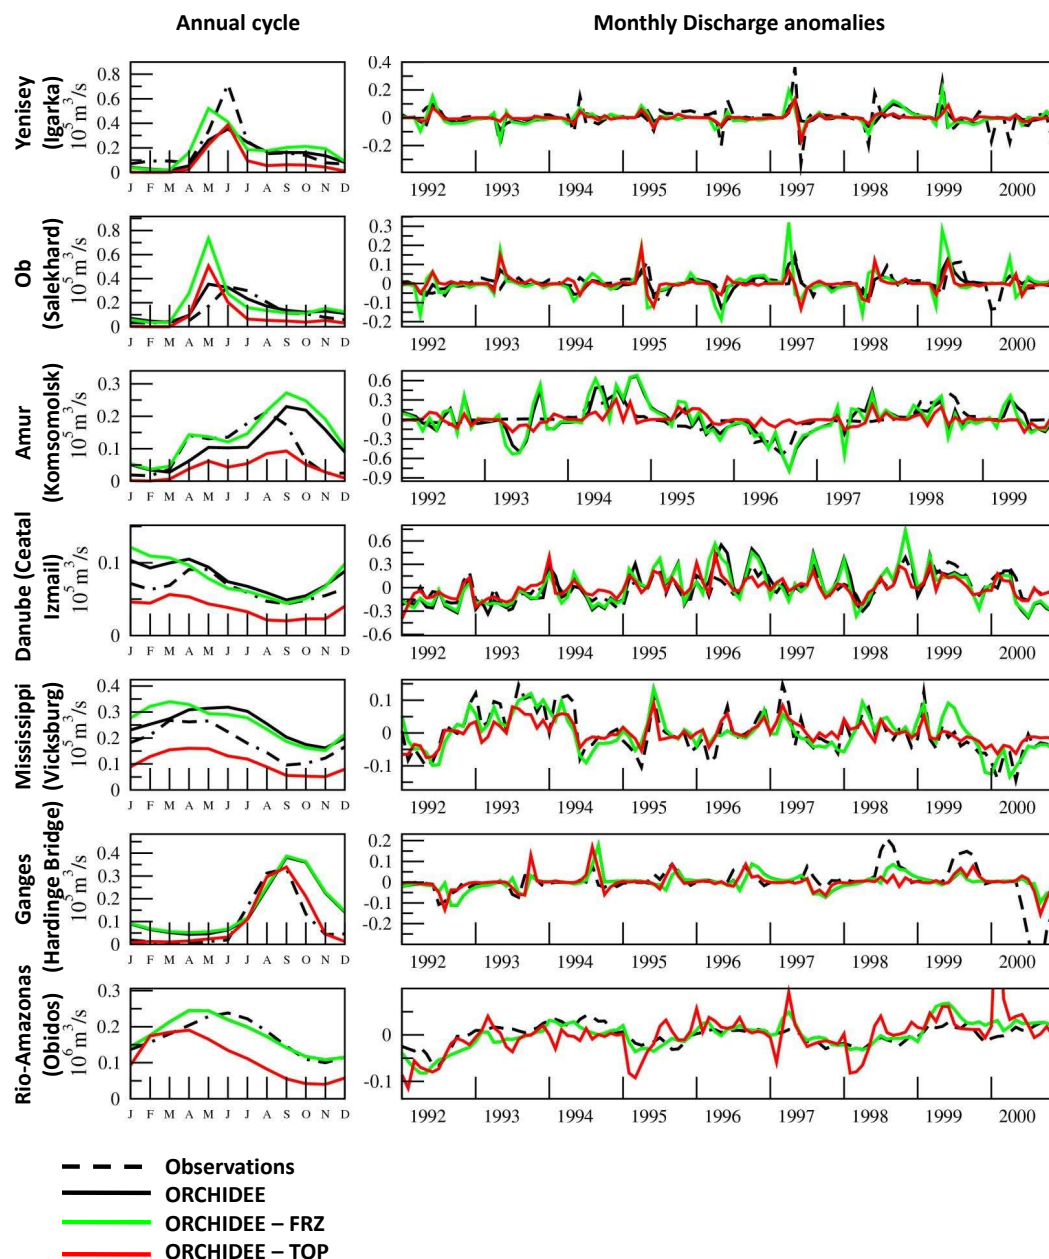 Annual cycle
Monthly Discharge anomalies
Yenisey
(Igarka)
10^5 m^3/s
0.8
0.6
0.4
0.2
0
J F M A M J J A S O N D
0.4
0.2
0
-0.2
1992 1993 1994 1995 1996 1997 1998 1999 2000
Ob
(Salekhard)
10^5 m^3/s
0.8
0.6
0.4
0.2
0
J F M A M J J A S O N D
0.3
0.2
0.1
0
-0.1
-0.2
1992 1993 1994 1995 1996 1997 1998 1999 2000
Amur
(Komsomolsk)
10^5 m^3/s
0.3
0.2
0.1
0
J F M A M J J A S O N D
0.6
0.3
0
-0.3
-0.6
-0.9
1992 1993 1994 1995 1996 1997 1998 1999
Danube (Ceatal
Izmail)
10^5 m^3/s
0.1
0
J F M A M J J A S O N D
0.6
0.3
0
-0.3
-0.6
1992 1993 1994 1995 1996 1997 1998 1999 2000
Mississippi
(Vicksburg)
10^5 m^3/s
0.4
0.3
0.2
0.1
0
J F M A M J J A S O N D
0.1
0
-0.1
1992 1993 1994 1995 1996 1997 1998 1999 2000
Ganges
(Hardinge Bridge)
10^5 m^3/s
0.4
0.3
0.2
0.1
0
J F M A M J J A S O N D
0.2
0.1
0
-0.1
-0.2
1992 1993 1994 1995 1996 1997 1998 1999 2000
Rio-Amazonas
(Obidos)
10^6 m^3/s
0.3
0.2
0.1
0
J F M A M J J A S O N D
0
-0.1
1992 1993 1994 1995 1996 1997 1998 1999 2000
Observations
ORCHIDEE
ORCHIDEE – FRZ
ORCHIDEE – TOP